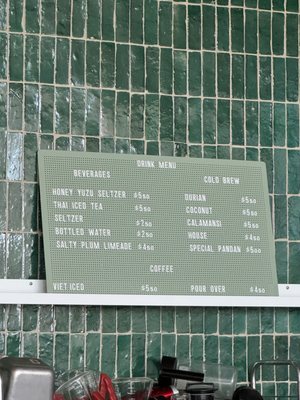 DRINK MENU
BEVERAGES
HONEY YUZU SELTZER $5.50
THAI ICED TEA $5.50
SELTZER $2.50
BOTTLED WATER $2.00
SALTY PLUM LIMEADE $4.50
COLD BREW
DURIAN $5.50
COCONUT $5.50
CALAMANSI $5.50
HOUSE $4.50
SPECIAL PANDAN $5.00
COFFEE
VIET ICED $5.50
POUR OVER $4.50